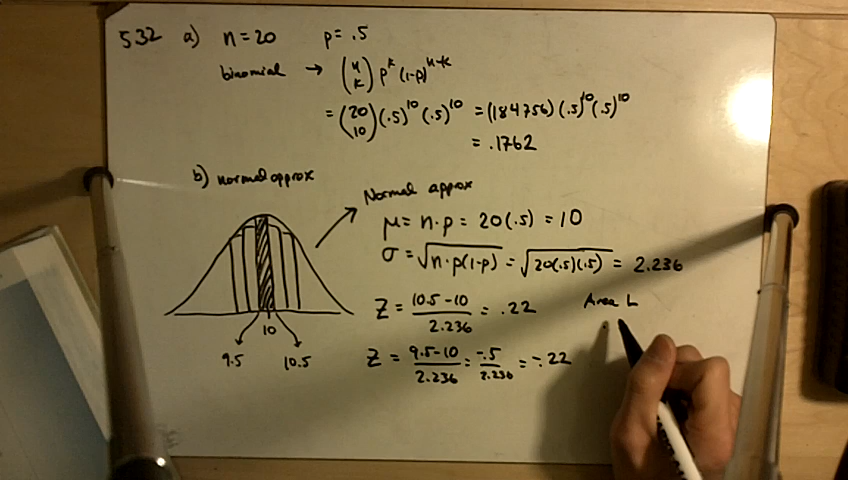 5.32 a) n = 20 p = .5
binomial → (n k) p^k (1-p)^n-k
= (20 10) (.5)^10 (.5)^10 = (184756) (.5)^10 (.5)^10
= .1762
b) normal approx
Normal approx
μ = n·p = 20(.5) = 10
σ = √n·p(1-p) = √20(.5)(.5) = 2.236
Z = 10.5-10 / 2.236 = .22 Area L
10
9.5 10.5
Z = 9.5-10 / 2.236 = -.5 / 2.236 = -.22